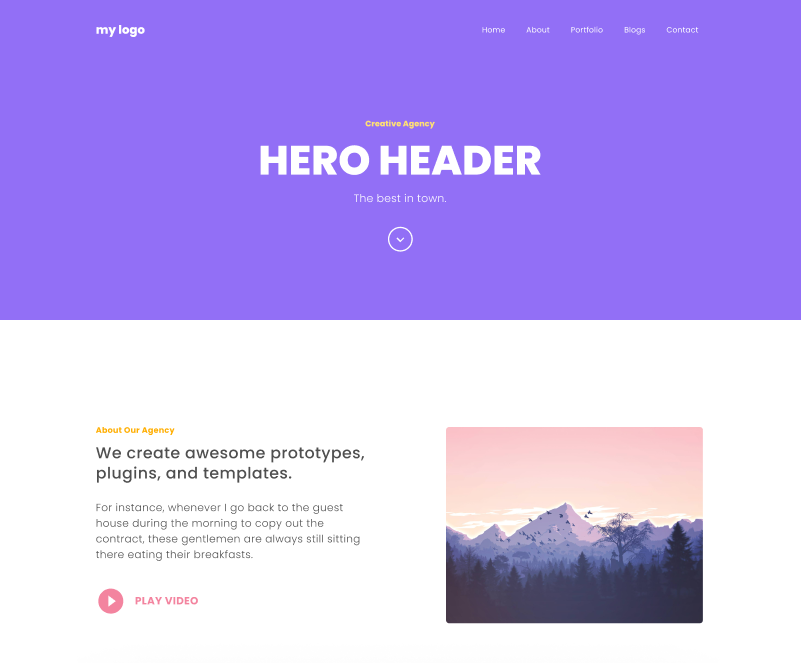 my logo
Home About Portfolio Blogs Contact
Creative Agency
HERO HEADER
The best in town.
About Our Agency
We create awesome prototypes,
plugins, and templates.
For instance, whenever I go back to the guest
house during the morning to copy out the
contract, these gentlemen are always still sitting
there eating their breakfasts.
PLAY VIDEO